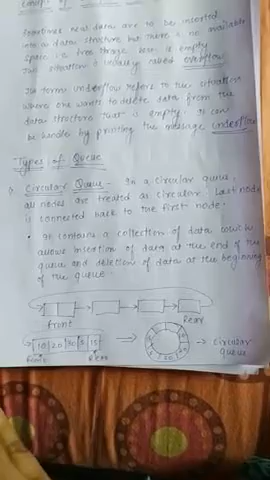 Sometimes new data are to be inserted
into a data structure but there is no available
space i.e. free storage is empty
This situation is usually called overflow.
The term underflow refers to the situation
where one wants to delete data from the
data structure that is empty. It can
be handle by printing the message underflow
Types of Queue
Circular Queue. In a circular queue,
all nodes are treated as circular. Last node
is connected back to the first node.
• It contains a collection of data which
allows insertion of data at the end of the
queue and deletion of data at the beginning
of the queue.
front Rear
10 20 40 5 15
front Rear
→ circular
queue